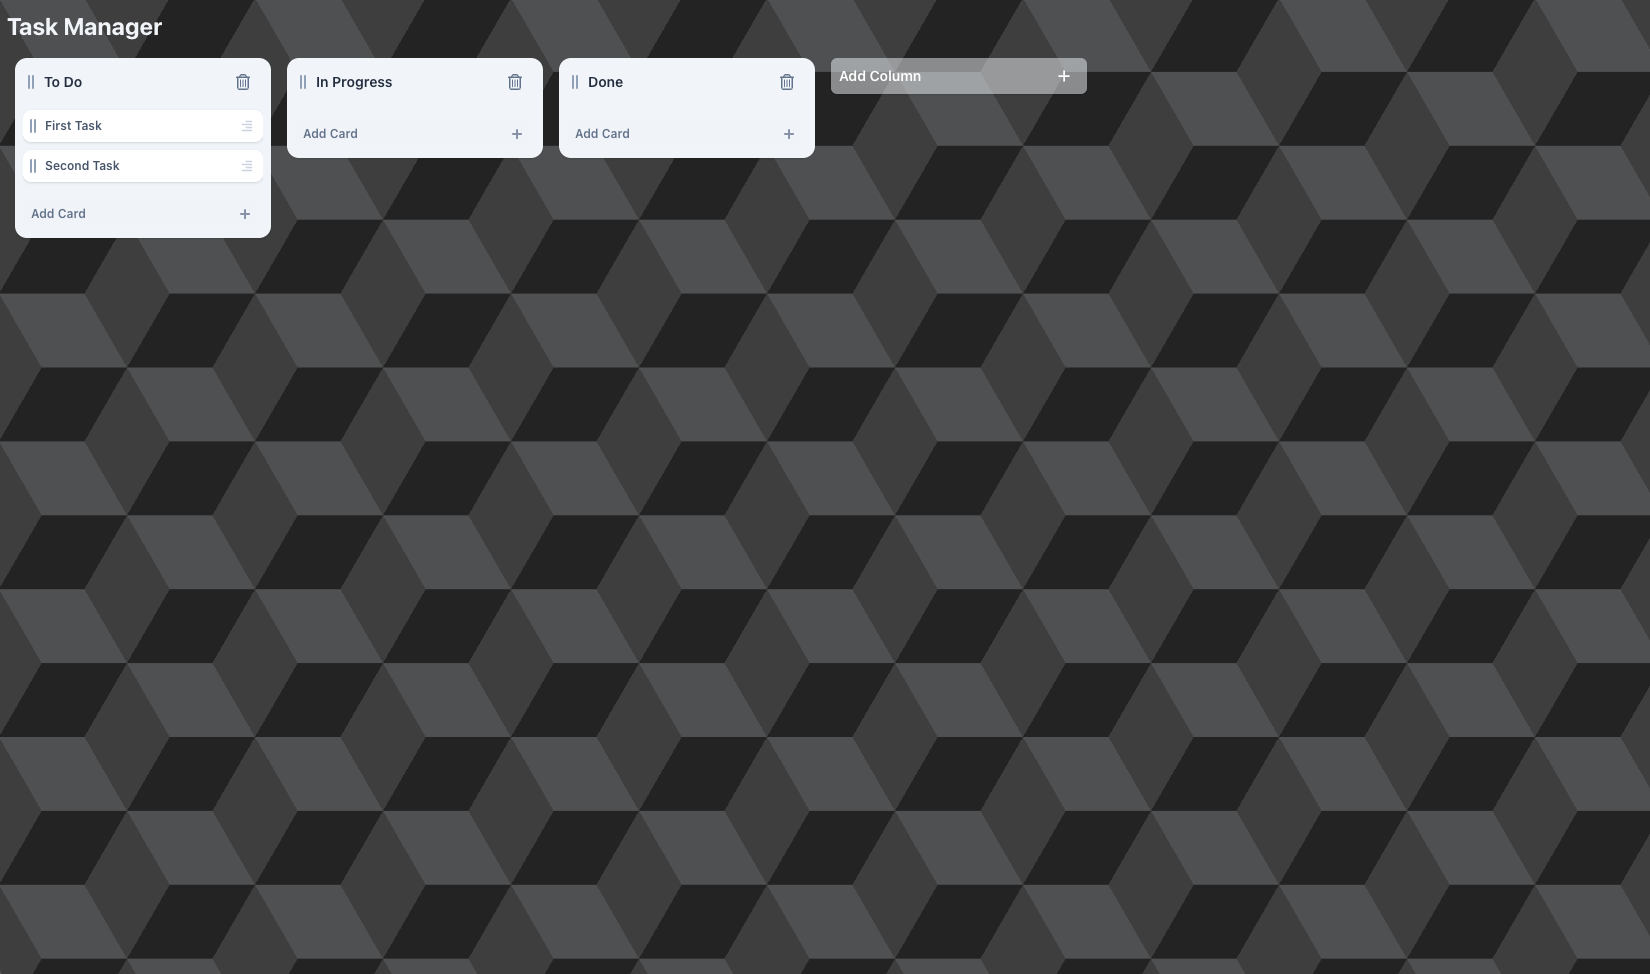 Task Manager
To Do
First Task
Second Task
Add Card
In Progress
Add Card
Done
Add Card
Add Column